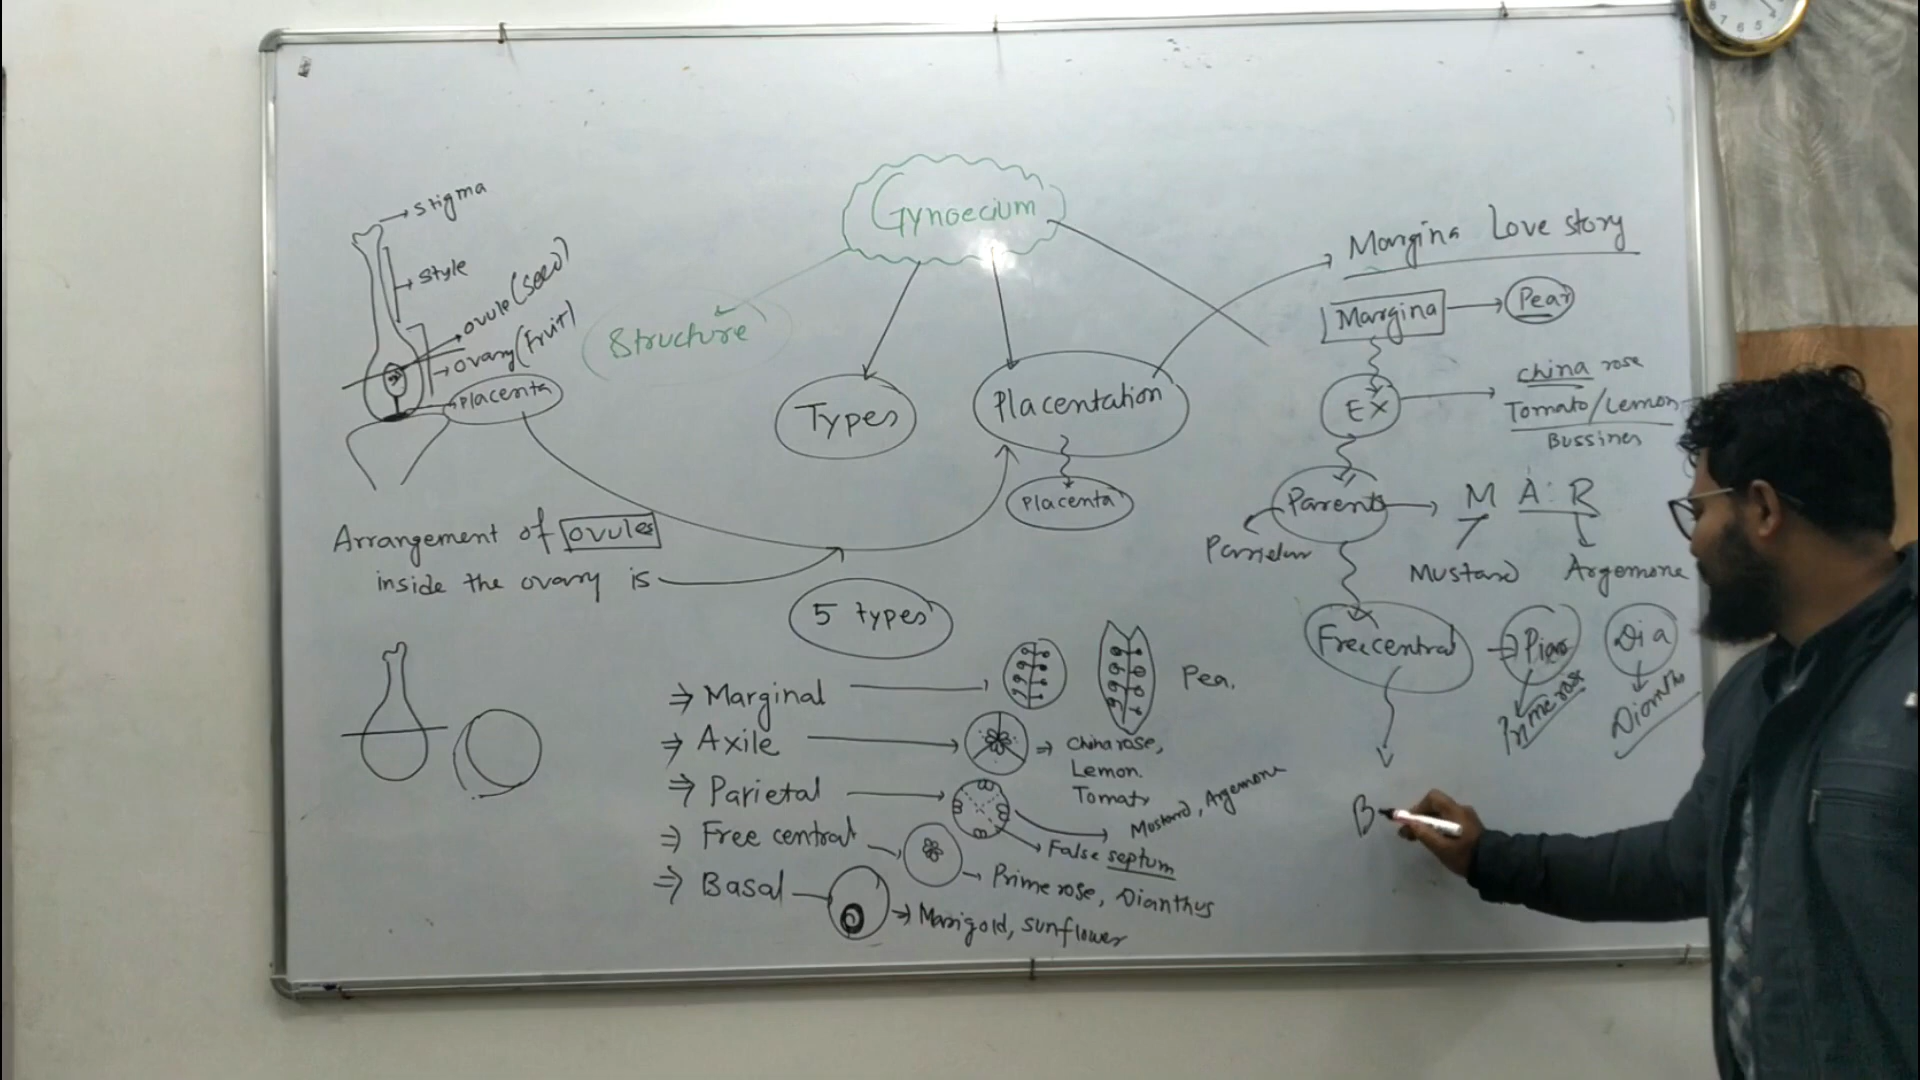 Gynoecium
Stigma
Style
ovule(seed)
ovary(Fruit)
Placenta
Structure
Types
Placentation
Placenta
Arrangement of ovules
inside the ovary is
5 types
⇒ Marginal
Pea.
⇒ Axile
⇒ China rose,
Lemon.
Tomato
⇒ Parietal
Mustard, Argemone
False septum
⇒ Free central
Prime rose, Dianthus
⇒ Basal
Marigold, sunflower
Margina Love story
Margina
Pear
EX
china rose
Tomato/Lemon
Bussines
Parents
M A R
Mustard
Argemone
Freecentral
Dia
Prime rose
Dianthu
B